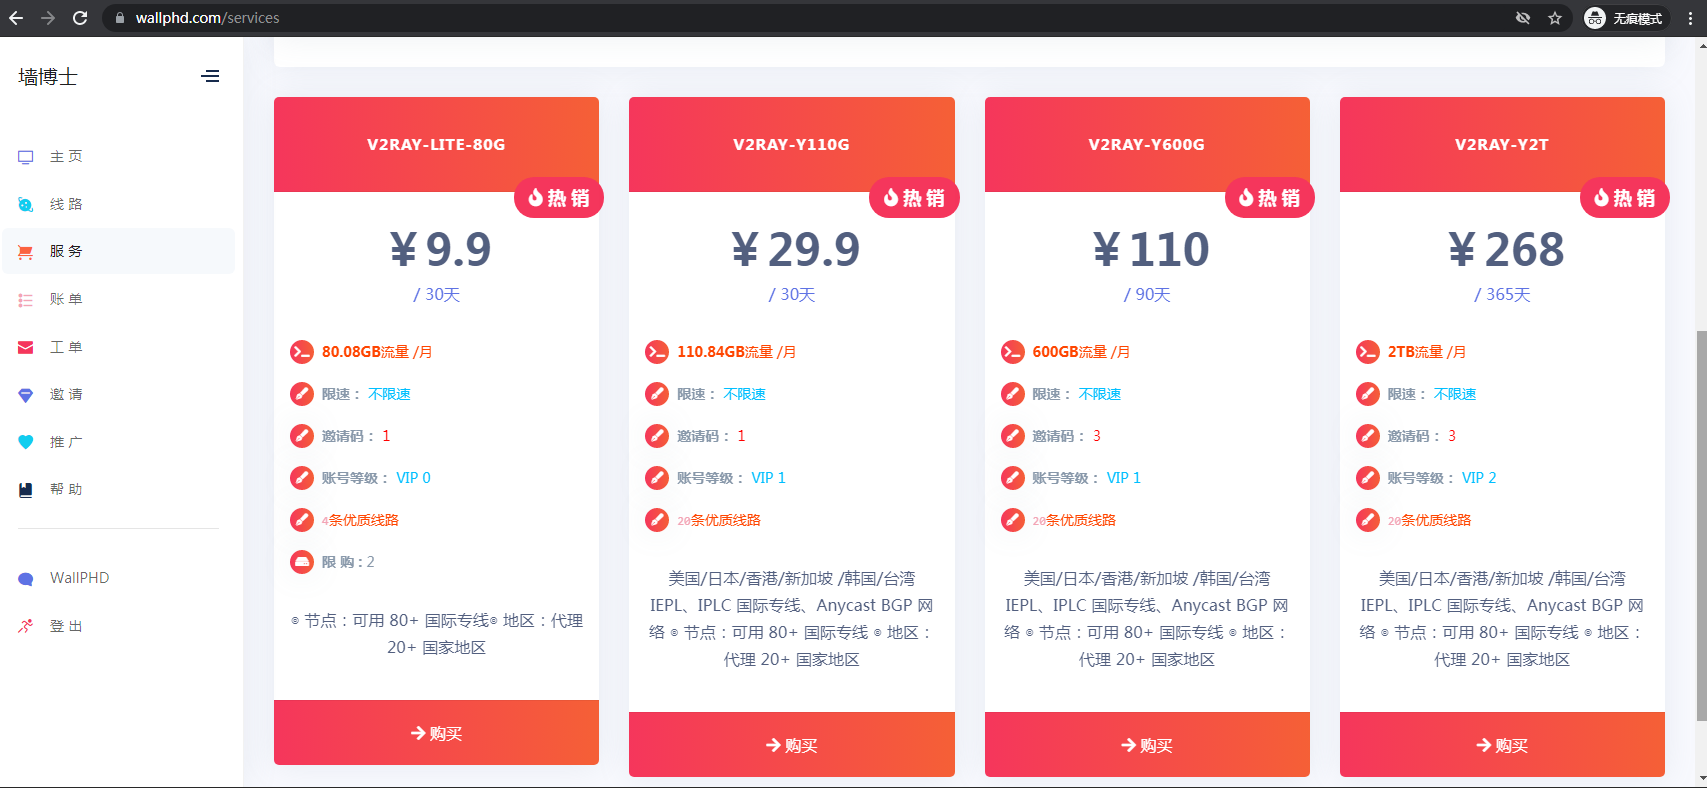 wallphd.com/services
无痕模式
墙博士
主 页
线 路
服 务
账 单
工 单
邀 请
推 广
帮 助
WallPHD
登 出
V2RAY-LITE-80G
热 销
¥ 9.9
/ 30天
80.08GB流量 /月
限速： 不限速
邀请码： 1
账号等级： VIP 0
4条优质线路
限 购 : 2
⊙ 节点：可用 80+ 国际专线⊙ 地区：代理
20+ 国家地区
购买
V2RAY-Y110G
热 销
¥ 29.9
/ 30天
110.84GB流量 /月
限速： 不限速
邀请码： 1
账号等级： VIP 1
20条优质线路
美国/日本/香港/新加坡 /韩国/台湾
IEPL、IPLC 国际专线、Anycast BGP 网
络 ⊙ 节点：可用 80+ 国际专线 ⊙ 地区：
代理 20+ 国家地区
购买
V2RAY-Y600G
热 销
¥ 110
/ 90天
600GB流量 /月
限速： 不限速
邀请码： 3
账号等级： VIP 1
20条优质线路
美国/日本/香港/新加坡 /韩国/台湾
IEPL、IPLC 国际专线、Anycast BGP 网
络 ⊙ 节点：可用 80+ 国际专线 ⊙ 地区：
代理 20+ 国家地区
购买
V2RAY-Y2T
热 销
¥ 268
/ 365天
2TB流量 /月
限速： 不限速
邀请码： 3
账号等级： VIP 2
20条优质线路
美国/日本/香港/新加坡 /韩国/台湾
IEPL、IPLC 国际专线、Anycast BGP 网
络 ⊙ 节点：可用 80+ 国际专线 ⊙ 地区：
代理 20+ 国家地区
购买